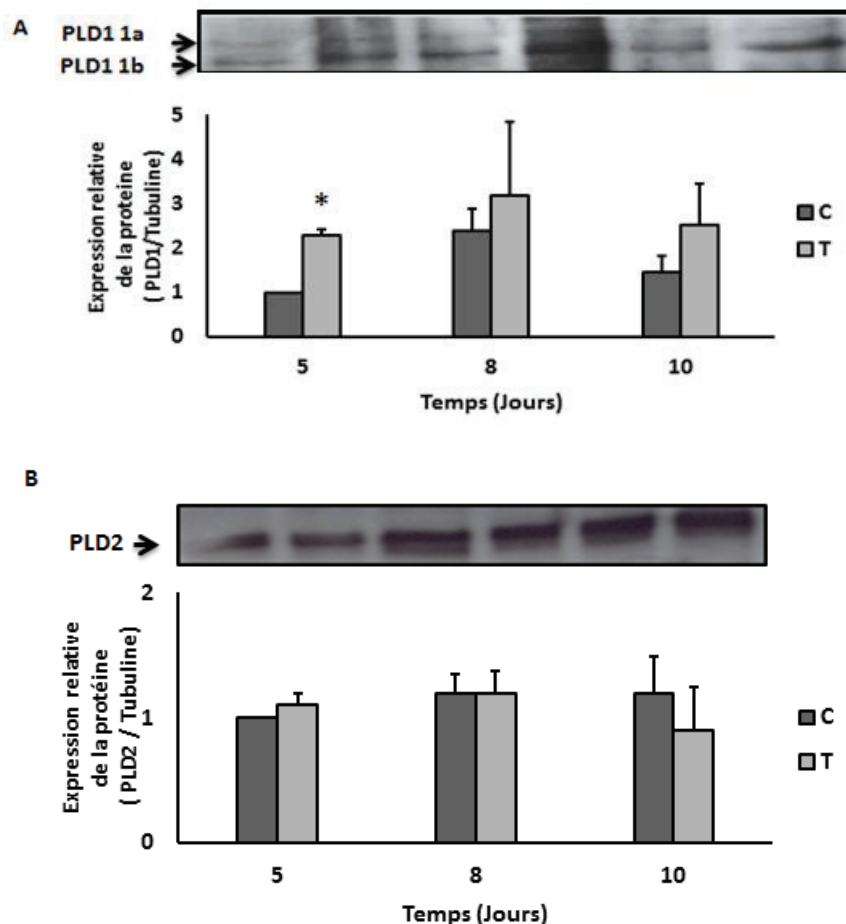 A
PLD1 1a
PLD1 1b
Expression relative
de la proteine
( PLD1/Tubuline)
5
4
3
2
1
0
*
C
T
5 8 10
Temps (Jours)
B
PLD2
Expression relative
de la protéine
( PLD2 / Tubuline)
2
1
0
C
T
5 8 10
Temps (Jours)